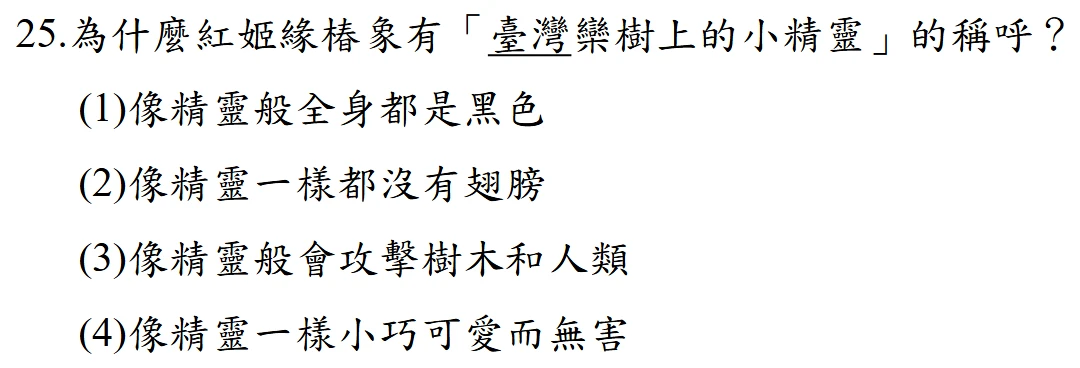 25.為什麼紅姬緣椿象有「臺灣欒樹上的小精靈」的稱呼？
(1)像精靈般全身都是黑色
(2)像精靈一樣都沒有翅膀
(3)像精靈般會攻擊樹木和人類
(4)像精靈一樣小巧可愛而無害